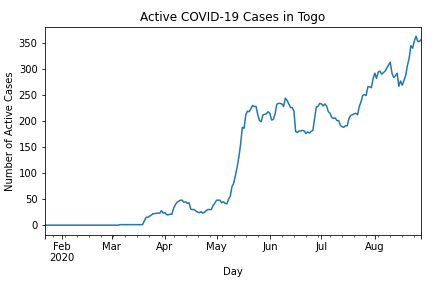 Active COVID-19 Cases in Togo
Number of Active Cases
350
300
250
200
150
100
50
0
Feb Mar Apr May Jun Jul Aug
2020
Day